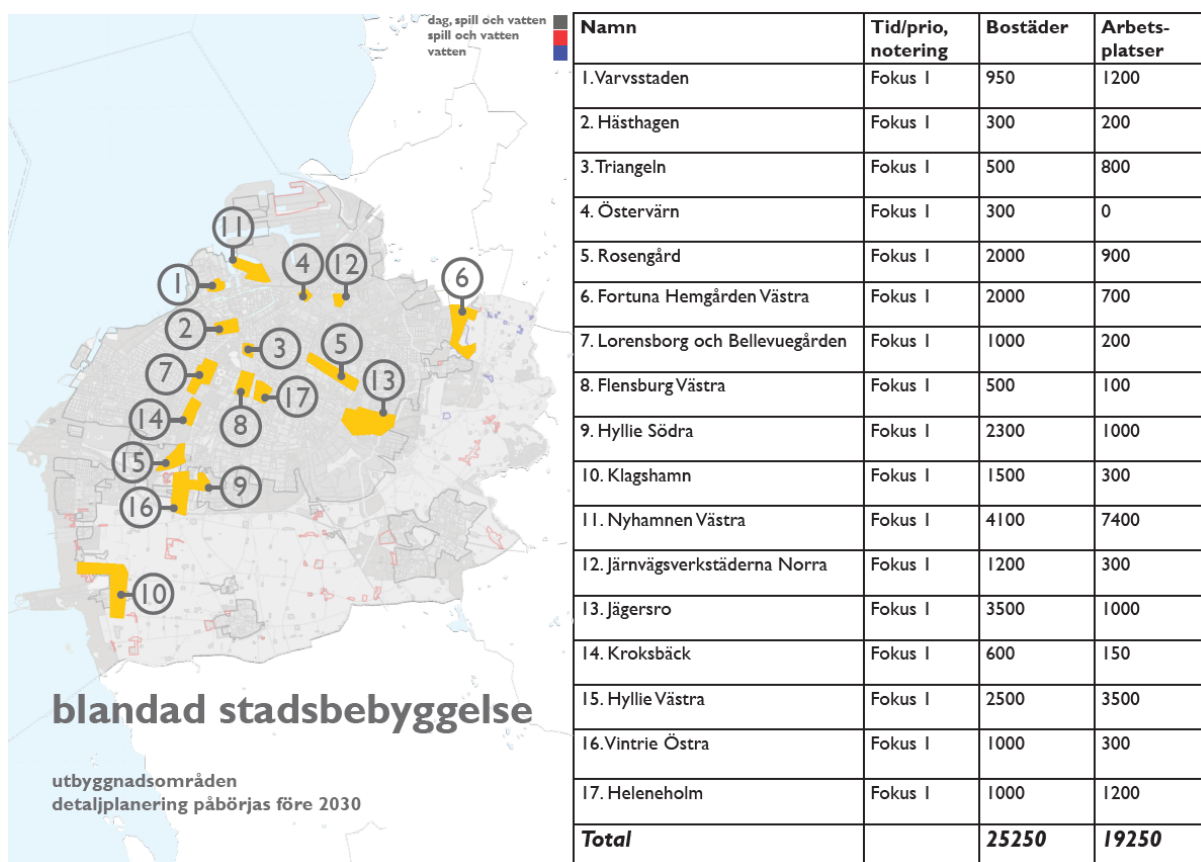 dag, spill och vatten
spill och vatten
vatten
11
1
4
12
6
2
3
5
7
13
17
8
14
15
9
16
10
blandad stadsbebyggelse
utbyggnadsområden
detaljplanering påbörjas före 2030
Namn Tid/prio, notering Bostäder Arbets-platser
1. Varvsstaden Fokus 1 950 1200
2. Hästhagen Fokus 1 300 200
3. Triangeln Fokus 1 500 800
4. Östervärn Fokus 1 300 0
5. Rosengård Fokus 1 2000 900
6. Fortuna Hemgården Västra Fokus 1 2000 700
7. Lorensborg och Bellevuegården Fokus 1 1000 200
8. Flensburg Västra Fokus 1 500 100
9. Hyllie Södra Fokus 1 2300 1000
10. Klagshamn Fokus 1 1500 300
11. Nyhamnen Västra Fokus 1 4100 7400
12. Järnvägsverkstäderna Norra Fokus 1 1200 300
13. Jägersro Fokus 1 3500 1000
14. Kroksbäck Fokus 1 600 150
15. Hyllie Västra Fokus 1 2500 3500
16. Vintrie Östra Fokus 1 1000 300
17. Heleneholm Fokus 1 1000 1200
Total 25250 19250